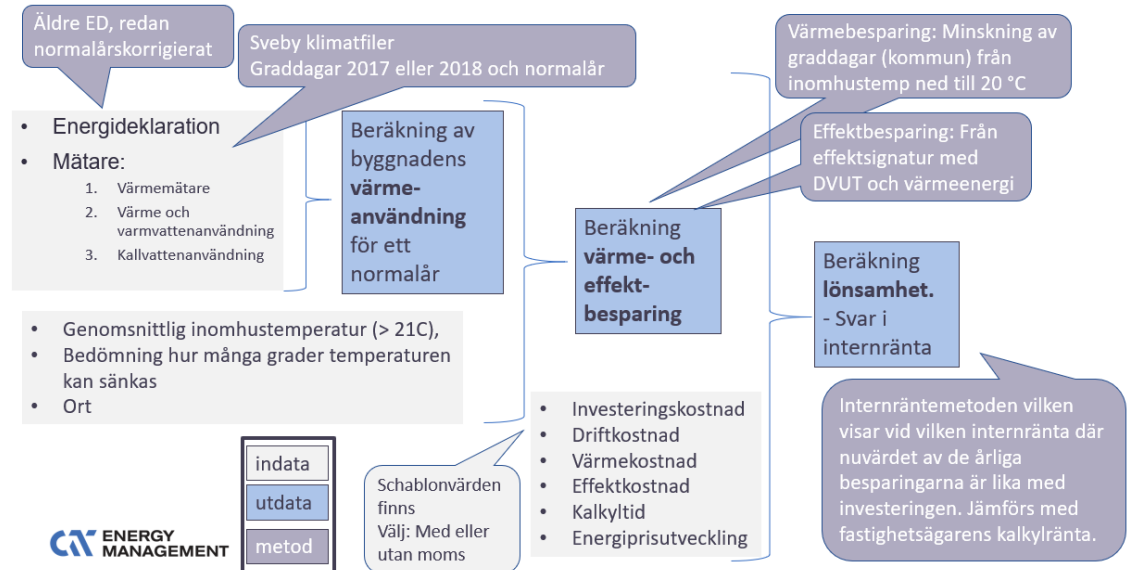 Äldre ED, redan
normalårskorrigierat
Sveby klimatfiler
Graddagar 2017 eller 2018 och normalår
Värmebesparing: Minskning av
graddagar (kommun) från
inomhustemp ned till 20 °C
Effektbesparing: Från
effektsignatur med
DVUT och värmeenergi
• Energideklaration
• Mätare:
1. Värmemätare
2. Värme och
varmvattenanvändning
3. Kallvattenanvändning
Beräkning av
byggnadens
värme-
användning
för ett
normalår
• Genomsnittlig inomhustemperatur (> 21C),
• Bedömning hur många grader temperaturen
kan sänkas
• Ort
Beräkning
värme- och
effekt-
besparing
Beräkning
lönsamhet.
- Svar i
internränta
• Investeringskostnad
• Driftkostnad
• Värmekostnad
• Effektkostnad
• Kalkyltid
• Energiprisutveckling
Schablonvärden
finns
Välj: Med eller
utan moms
Internräntemetoden vilken
visar vid vilken internränta där
nuvärdet av de årliga
besparingarna är lika med
investeringen. Jämförs med
fastighetsägarens kalkylränta.
indata
utdata
metod
CIT ENERGY
MANAGEMENT